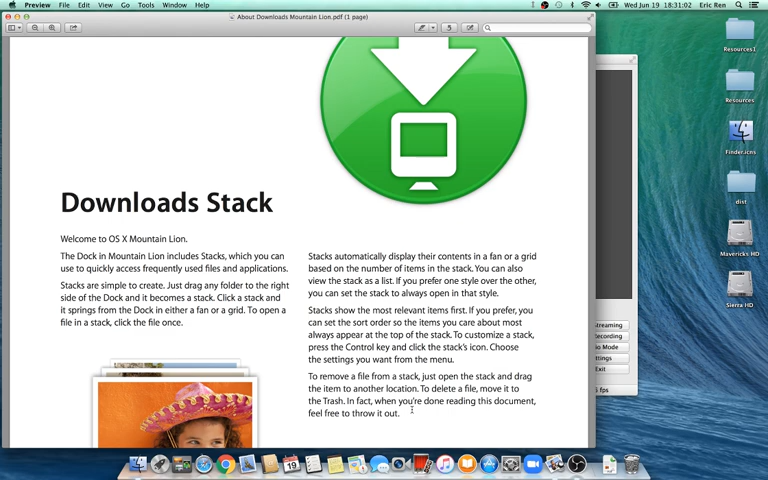 Preview File Edit View Go Tools Window Help
Wed Jun 19 18:31:02 Eric Ren
About Downloads Mountain Lion.pdf (1 page)
Downloads Stack
Welcome to OS X Mountain Lion.
The Dock in Mountain Lion includes Stacks, which you can
use to quickly access frequently used files and applications.
Stacks are simple to create. Just drag any folder to the right
side of the Dock and it becomes a stack. Click a stack and
it springs from the Dock in either a fan or a grid. To open a
file in a stack, click the file once.
Stacks automatically display their contents in a fan or a grid
based on the number of items in the stack. You can also
view the stack as a list. If you prefer one style over the other,
you can set the stack to always open in that style.
Stacks show the most relevant items first. If you prefer, you
can set the sort order so the items you care about most
always appear at the top of the stack. To customize a stack,
press the Control key and click the stack's icon. Choose
the settings you want from the menu.
To remove a file from a stack, just open the stack and drag
the item to another location. To delete a file, move it to
the Trash. In fact, when you're done reading this document,
feel free to throw it out.
Resources1
Resources
Finder.icns
dist
Mavericks HD
Sierra HD
Streaming
Recording
io Mode
ttings
Exit
fps
19